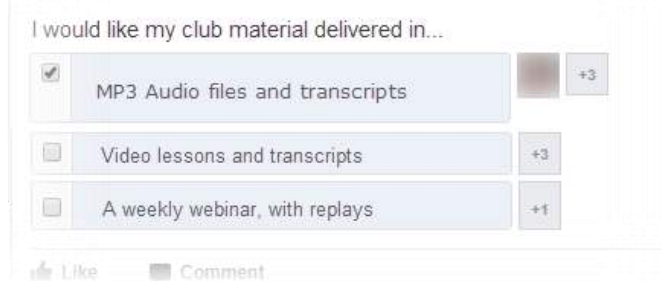 I would like my club material delivered in...
MP3 Audio files and transcripts
+3
Video lessons and transcripts
+3
A weekly webinar, with replays
+1
Like
Comment